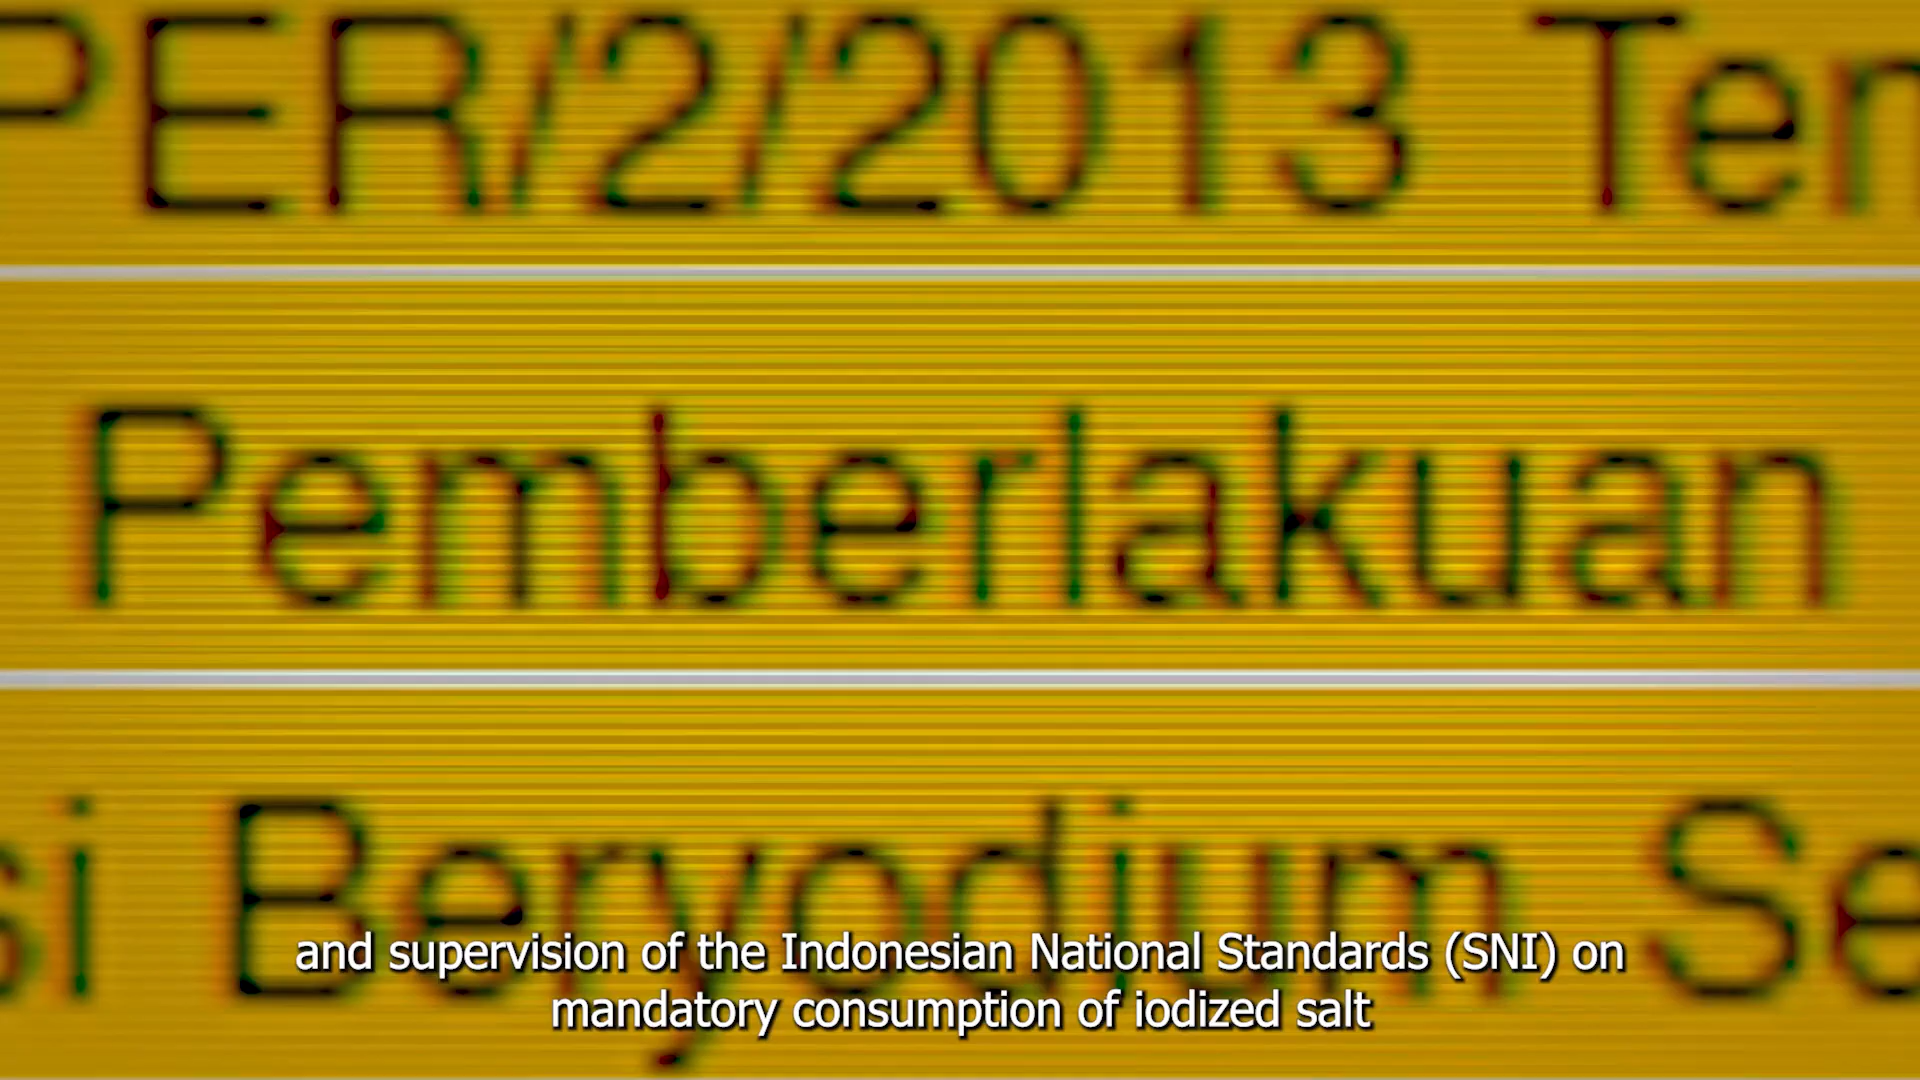 PER/2/2013 Ten
Pemberlakuan
si Beryodium Se
and supervision of the Indonesian National Standards (SNI) on
mandatory consumption of iodized salt